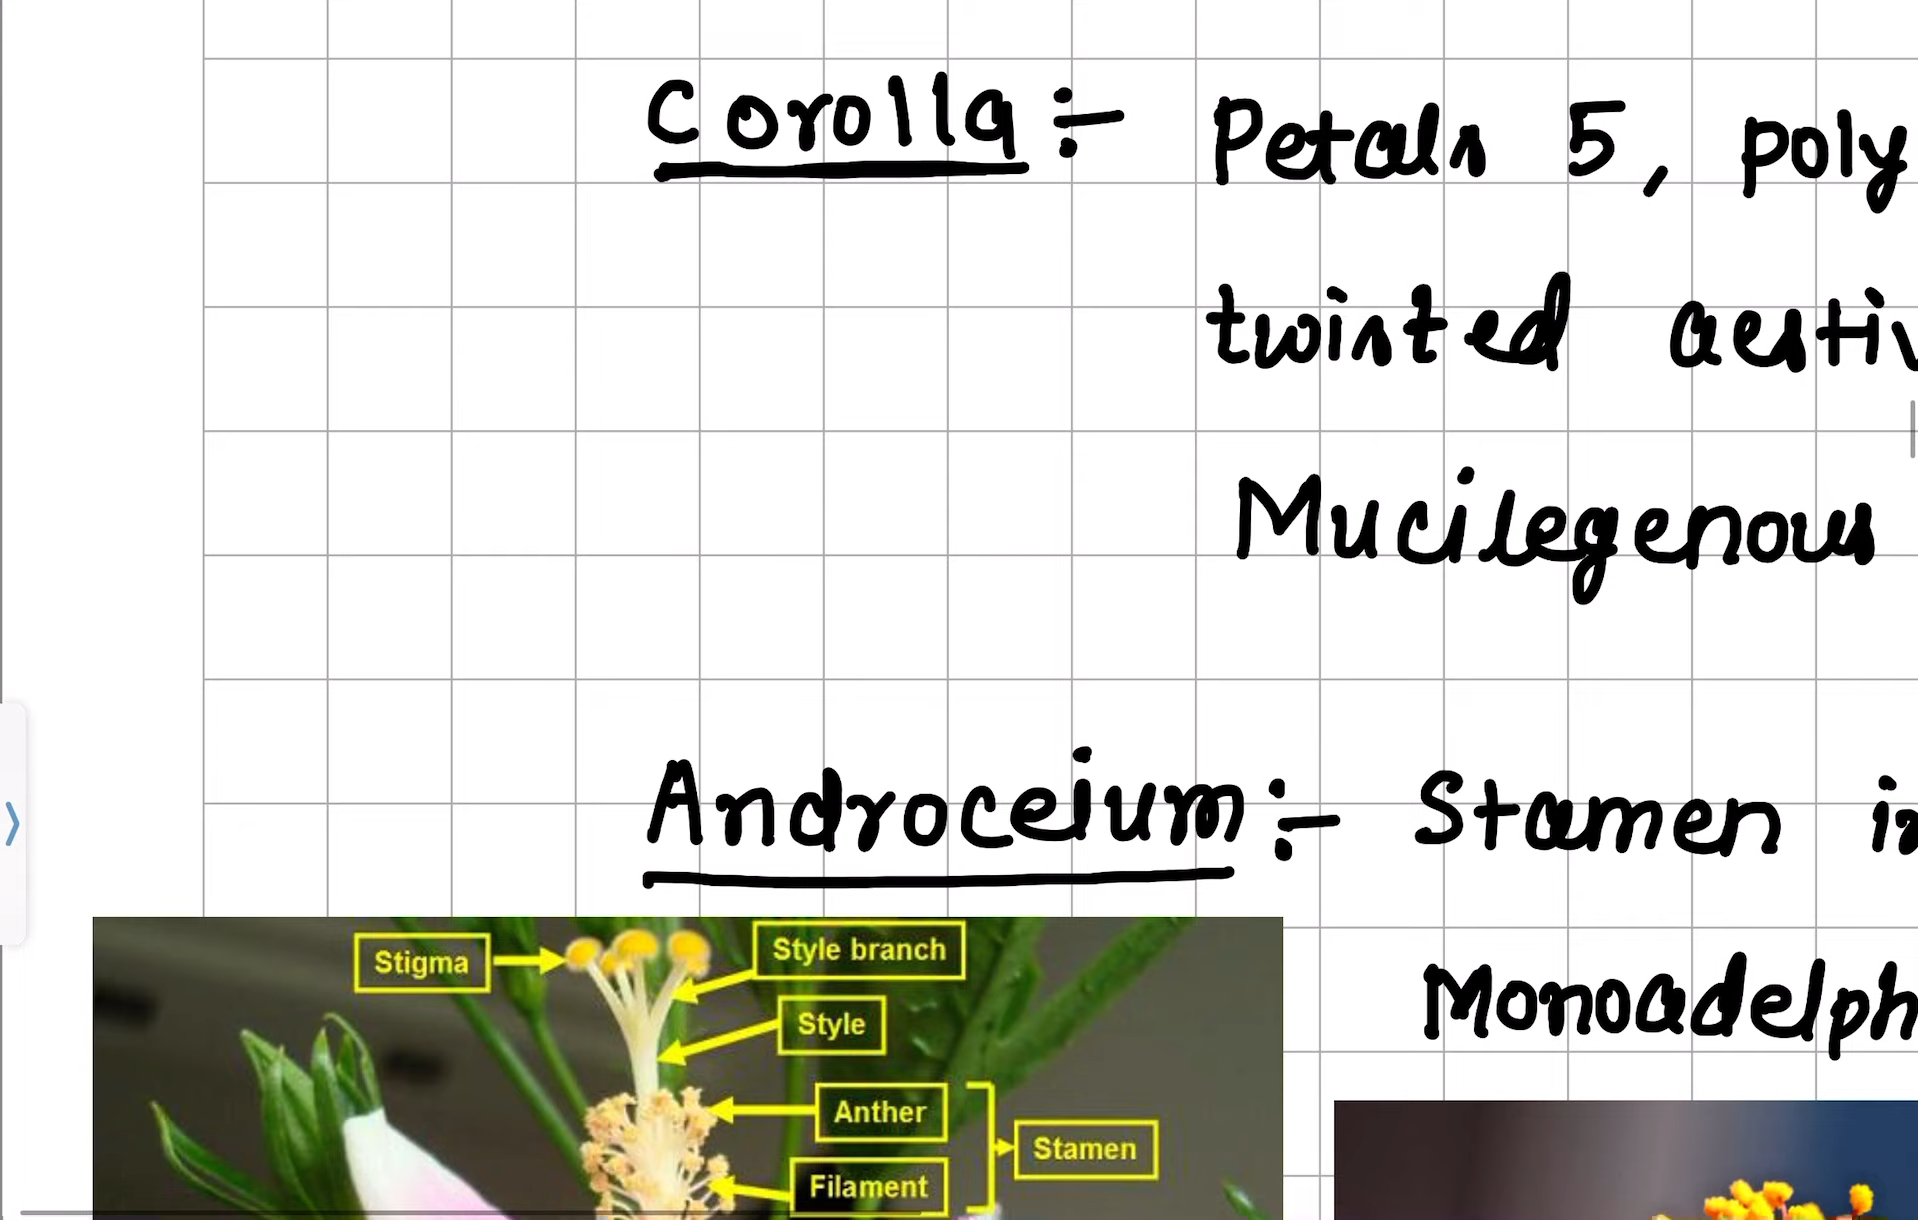 Corolla :- Petals 5, poly
twisted aestiv
Mucilegenous
Androceium :- Stamen in
Monoadelph
Stigma
Style branch
Style
Anther
Stamen
Filament